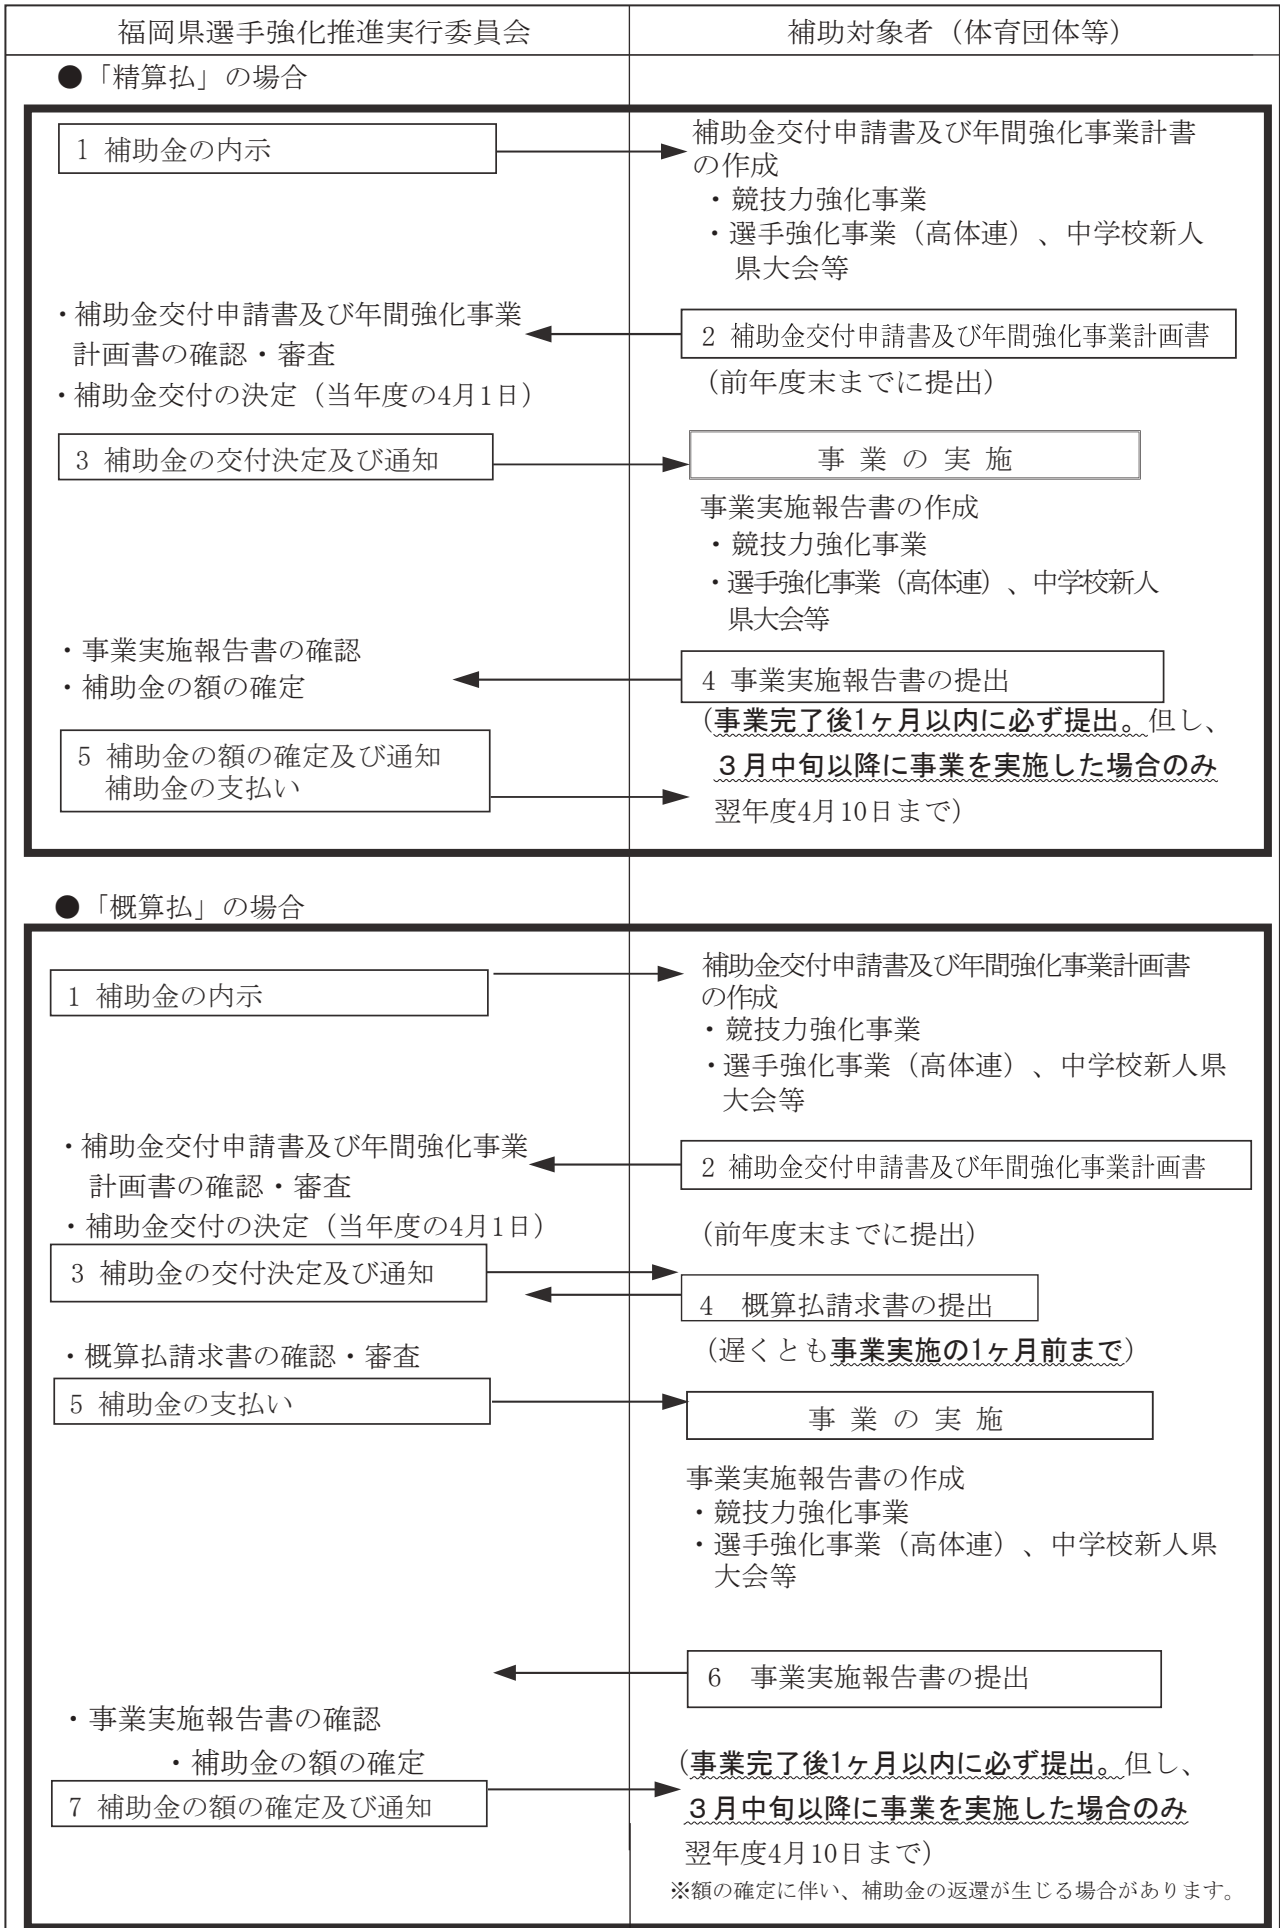 福岡県選手強化推進実行委員会
補助対象者（体育団体等）
●「精算払」の場合
1 補助金の内示
補助金交付申請書及び年間強化事業計書
の作成
・競技力強化事業
・選手強化事業（高体連）、中学校新人
県大会等
・補助金交付申請書及び年間強化事業
計画書の確認・審査
・補助金交付の決定（当年度の4月1日）
2 補助金交付申請書及び年間強化事業計画書
（前年度末までに提出）
3 補助金の交付決定及び通知
事 業 の 実 施
事業実施報告書の作成
・競技力強化事業
・選手強化事業（高体連）、中学校新人
県大会等
・事業実施報告書の確認
・補助金の額の確定
4 事業実施報告書の提出
（事業完了後1ヶ月以内に必ず提出。但し、
３月中旬以降に事業を実施した場合のみ
翌年度4月10日まで）
5 補助金の額の確定及び通知
補助金の支払い
●「概算払」の場合
1 補助金の内示
補助金交付申請書及び年間強化事業計画書
の作成
・競技力強化事業
・選手強化事業（高体連）、中学校新人県
大会等
・補助金交付申請書及び年間強化事業
計画書の確認・審査
・補助金交付の決定（当年度の4月1日）
2 補助金交付申請書及び年間強化事業計画書
（前年度末までに提出）
3 補助金の交付決定及び通知
4　概算払請求書の提出
（遅くとも事業実施の1ヶ月前まで）
・概算払請求書の確認・審査
5 補助金の支払い
事 業 の 実 施
事業実施報告書の作成
・競技力強化事業
・選手強化事業（高体連）、中学校新人県
大会等
6　事業実施報告書の提出
・事業実施報告書の確認
・補助金の額の確定
7 補助金の額の確定及び通知
（事業完了後1ヶ月以内に必ず提出。但し、
３月中旬以降に事業を実施した場合のみ
翌年度4月10日まで）
※額の確定に伴い、補助金の返還が生じる場合があります。